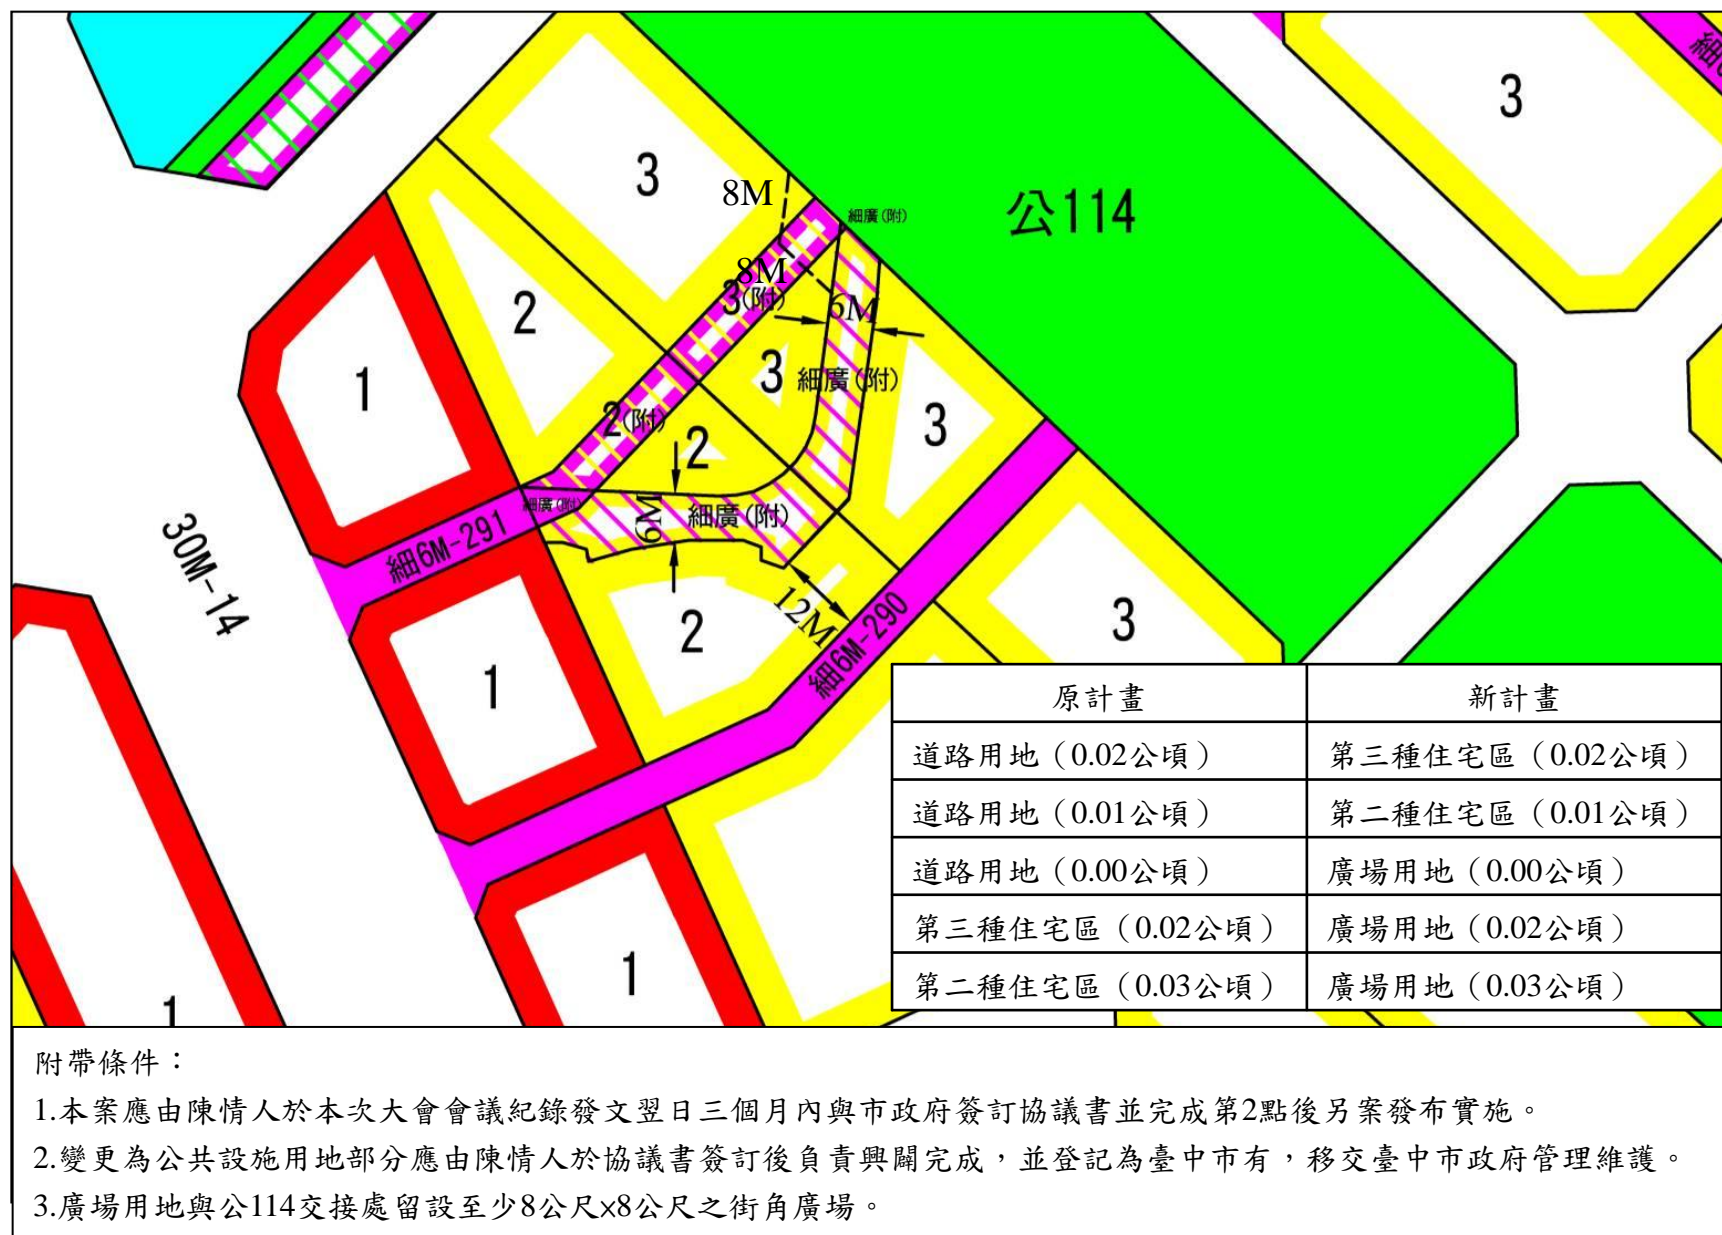 3
細6
3
8M
公114
細廣(附)
8M
3(附)
6M
2
1
3
細廣(附)
3
2(附)
2
細廣(附)
6M
細廣(附)
細6M-291
30M-14
12M
2
3
細6M-290
1
1
1
原計畫 新計畫
道路用地（0.02公頃） 第三種住宅區（0.02公頃）
道路用地（0.01公頃） 第二種住宅區（0.01公頃）
道路用地（0.00公頃） 廣場用地（0.00公頃）
第三種住宅區（0.02公頃） 廣場用地（0.02公頃）
第二種住宅區（0.03公頃） 廣場用地（0.03公頃）
附帶條件：
1.本案應由陳情人於本次大會會議紀錄發文翌日三個月內與市政府簽訂協議書並完成第2點後另案發布實施。
2.變更為公共設施用地部分應由陳情人於協議書簽訂後負責興闢完成，並登記為臺中市有，移交臺中市政府管理維護。
3.廣場用地與公114交接處留設至少8公尺×8公尺之街角廣場。